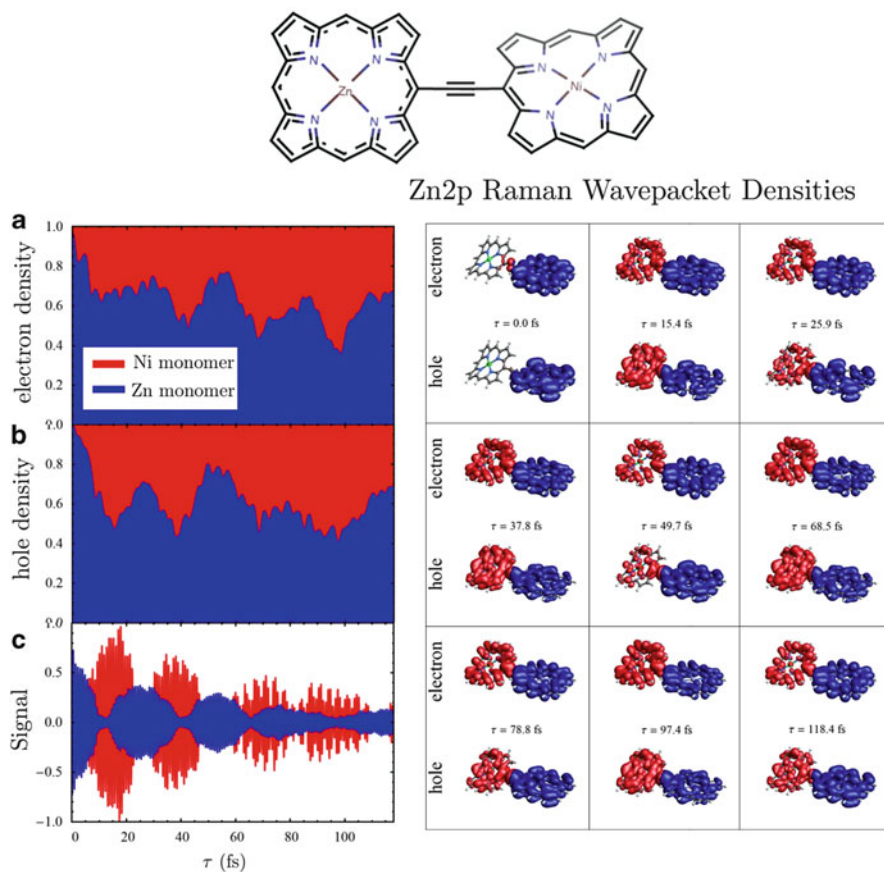 N N
Zn
N N
N N
Ni
N N
Zn2p Raman Wavepacket Densities
a
1.0
0.8
0.6
0.4
0.2
electron density
Ni monomer
Zn monomer
b
1.0
0.8
0.6
0.4
0.2
hole density
c
1.0
0.5
0.0
-0.5
-1.0
Signal
0 20 40 60 80 100
τ (fs)
electron
τ = 0.0 fs τ = 15.4 fs τ = 25.9 fs
hole
electron
τ = 37.8 fs τ = 49.7 fs τ = 68.5 fs
hole
electron
τ = 78.8 fs τ = 97.4 fs τ = 118.4 fs
hole